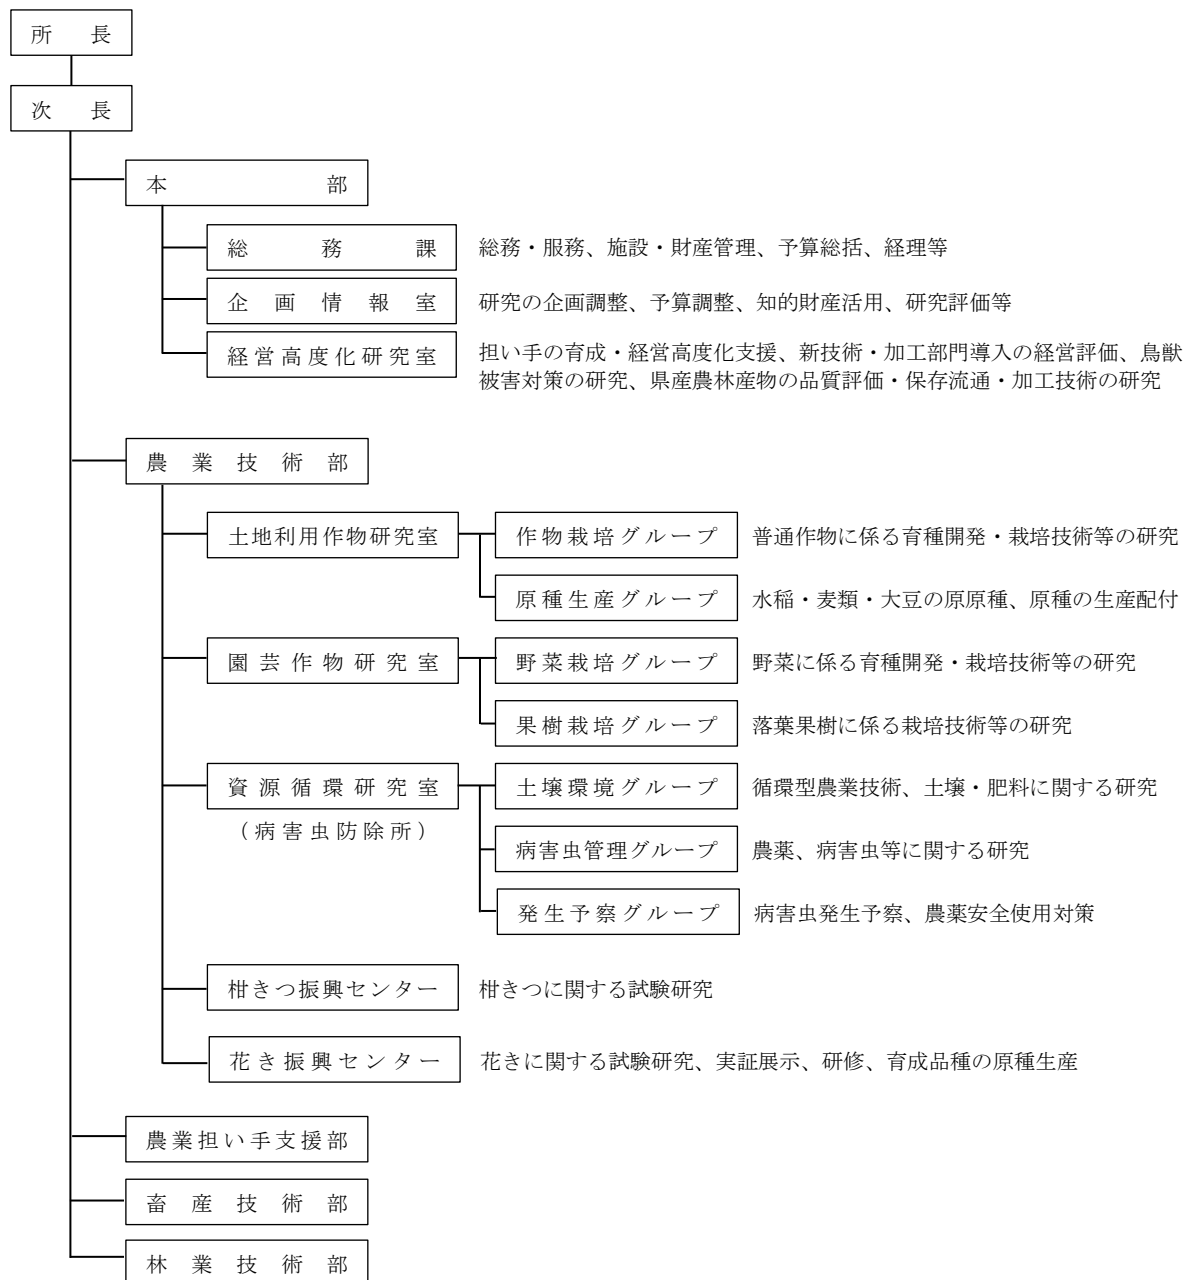 所長
次長
本部
総務課 総務・服務、施設・財産管理、予算総括、経理等
企画情報室 研究の企画調整、予算調整、知的財産活用、研究評価等
経営高度化研究室 担い手の育成・経営高度化支援、新技術・加工部門導入の経営評価、鳥獣
被害対策の研究、県産農林産物の品質評価・保存流通・加工技術の研究
農業技術部
土地利用作物研究室 作物栽培グループ 普通作物に係る育種開発・栽培技術等の研究
原種生産グループ 水稲・麦類・大豆の原原種、原種の生産配付
園芸作物研究室 野菜栽培グループ 野菜に係る育種開発・栽培技術等の研究
果樹栽培グループ 落葉果樹に係る栽培技術等の研究
資源循環研究室 土壌環境グループ 循環型農業技術、土壌・肥料に関する研究
（病害虫防除所） 病害虫管理グループ 農薬、病害虫等に関する研究
発生予察グループ 病害虫発生予察、農薬安全使用対策
柑きつ振興センター 柑きつに関する試験研究
花き振興センター 花きに関する試験研究、実証展示、研修、育成品種の原種生産
農業担い手支援部
畜産技術部
林業技術部